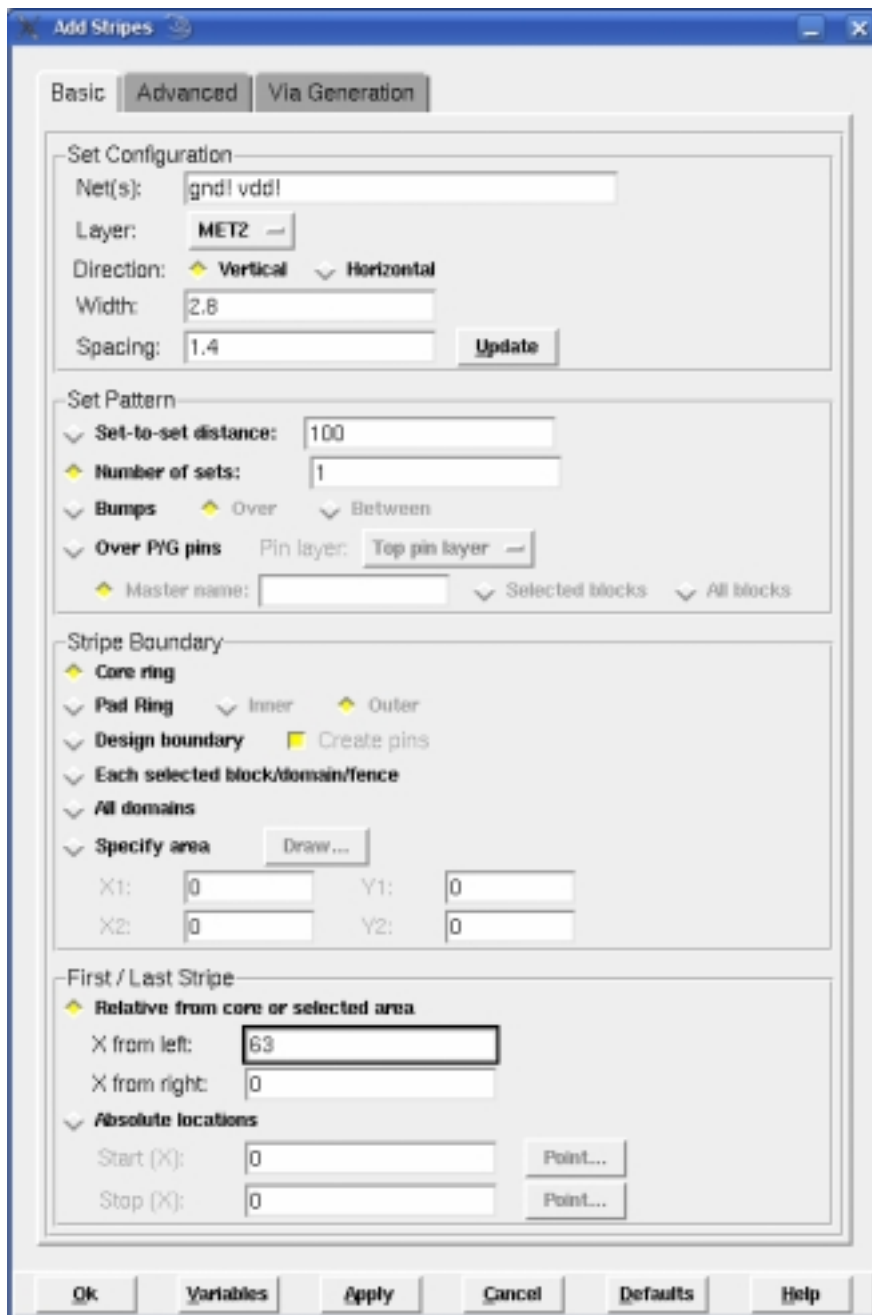 Add Stripes
Basic Advanced Via Generation
Set Configuration
Net(s): gnd! vdd!
Layer: MET2
Direction: Vertical Horizontal
Width: 2.8
Spacing: 1.4 Update
Set Pattern
Set-to-set distance: 100
Number of sets: 1
Bumps Over Between
Over P/G pins Pin layer: Top pin layer
Master name: Selected blocks All blocks
Stripe Boundary
Core ring
Pad Ring Inner Outer
Design boundary Create pins
Each selected block/domain/fence
All domains
Specify area Draw...
X1: 0 Y1: 0
X2: 0 Y2: 0
First / Last Stripe
Relative from core or selected area
X from left: 63
X from right: 0
Absolute locations
Start (X): 0 Point...
Stop (X): 0 Point...
Ok Variables Apply Cancel Defaults Help